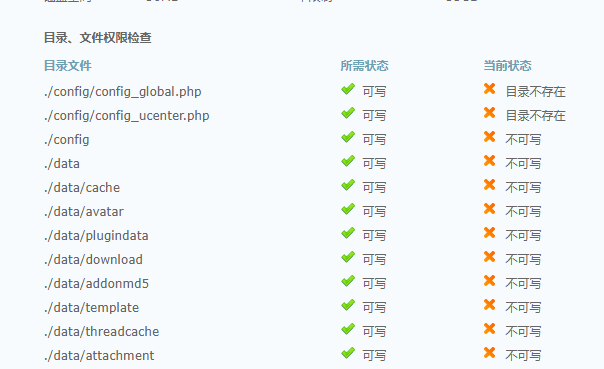 目录、文件权限检查
目录文件 所需状态 当前状态
./config/config_global.php 可写 目录不存在
./config/config_ucenter.php 可写 目录不存在
./config 可写 不可写
./data 可写 不可写
./data/cache 可写 不可写
./data/avatar 可写 不可写
./data/plugindata 可写 不可写
./data/download 可写 不可写
./data/addonmd5 可写 不可写
./data/template 可写 不可写
./data/threadcache 可写 不可写
./data/attachment 可写 不可写